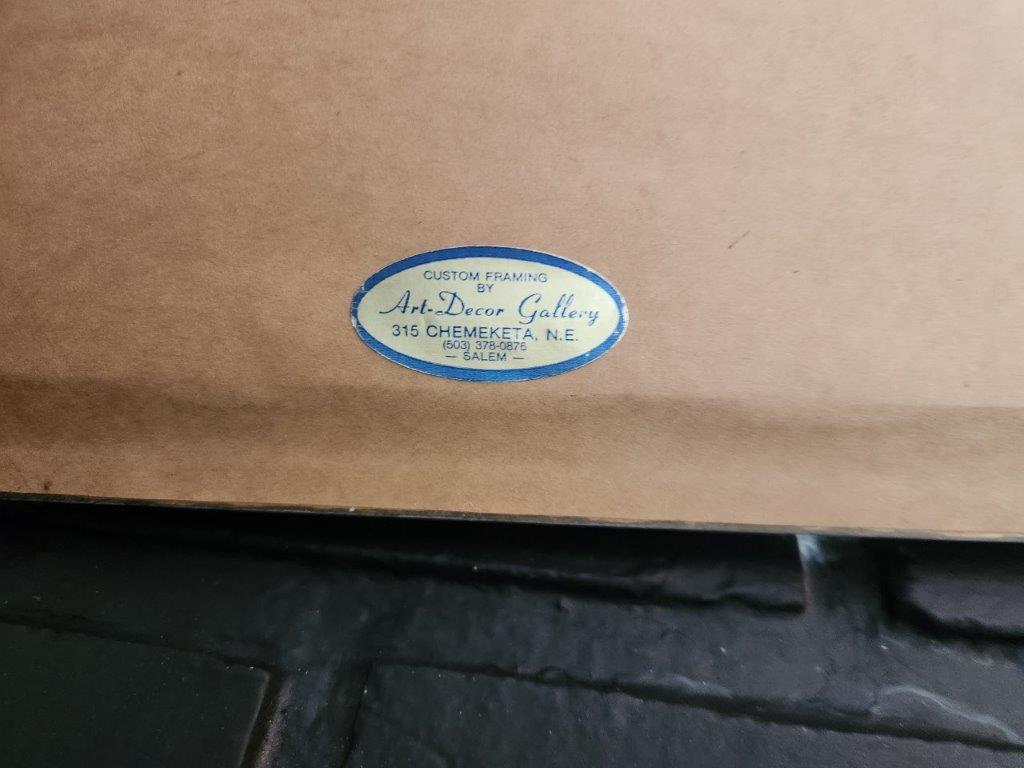 CUSTOM FRAMING
BY
Art-Decor Gallery
315 CHEMEKETA, N.E.
(503) 378-0876
— SALEM —